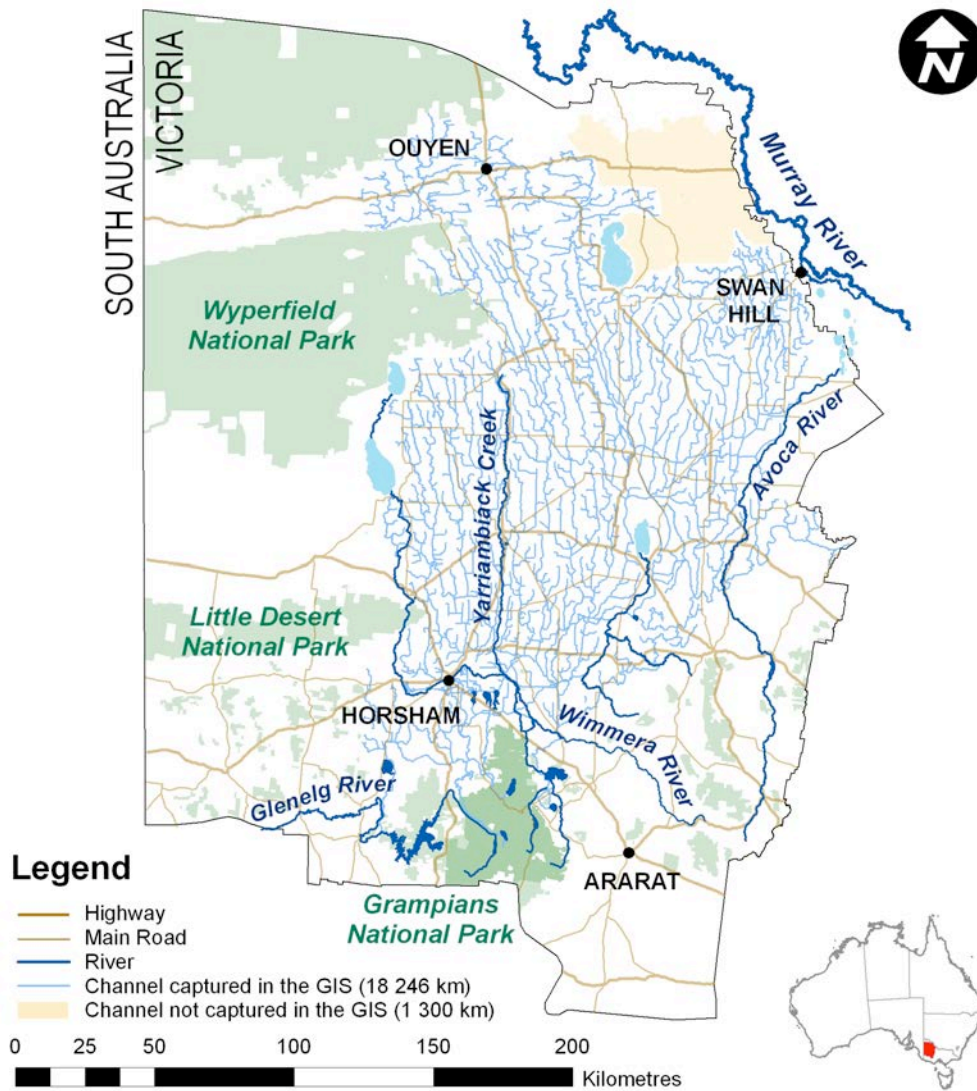 SOUTH AUSTRALIA
VICTORIA
N
OUYEN
Murray River
SWAN
HILL
Wyperfield
National Park
Yarriambiack Creek
Avoca River
Little Desert
National Park
HORSHAM
Wimmera
River
Glenelg River
ARARAT
Grampians
National Park
Legend
Highway
Main Road
River
Channel captured in the GIS (18 246 km)
Channel not captured in the GIS (1 300 km)
0 25 50 100 150 200
Kilometres